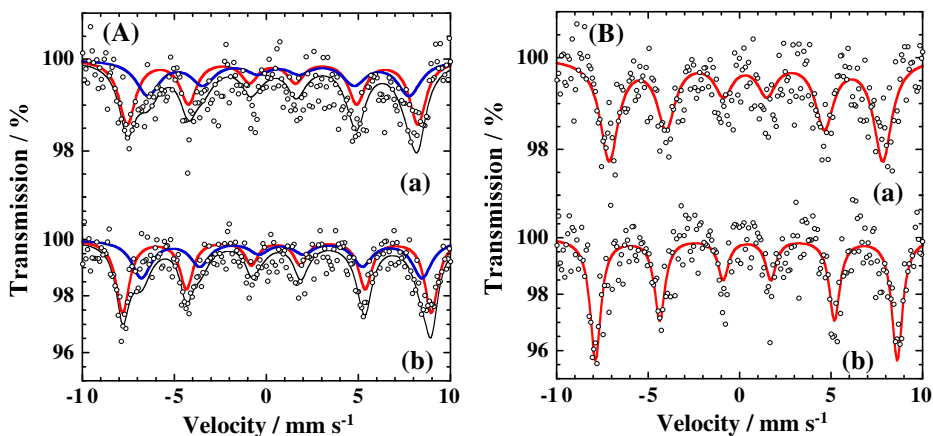 (A)
100
98
(a)
100
98
96
(b)
-10 -5 0 5 10
Velocity / mm s-1
Transmission / %
(B)
100
98
(a)
100
98
96
(b)
-10 -5 0 5 10
Velocity / mm s-1
Transmission / %